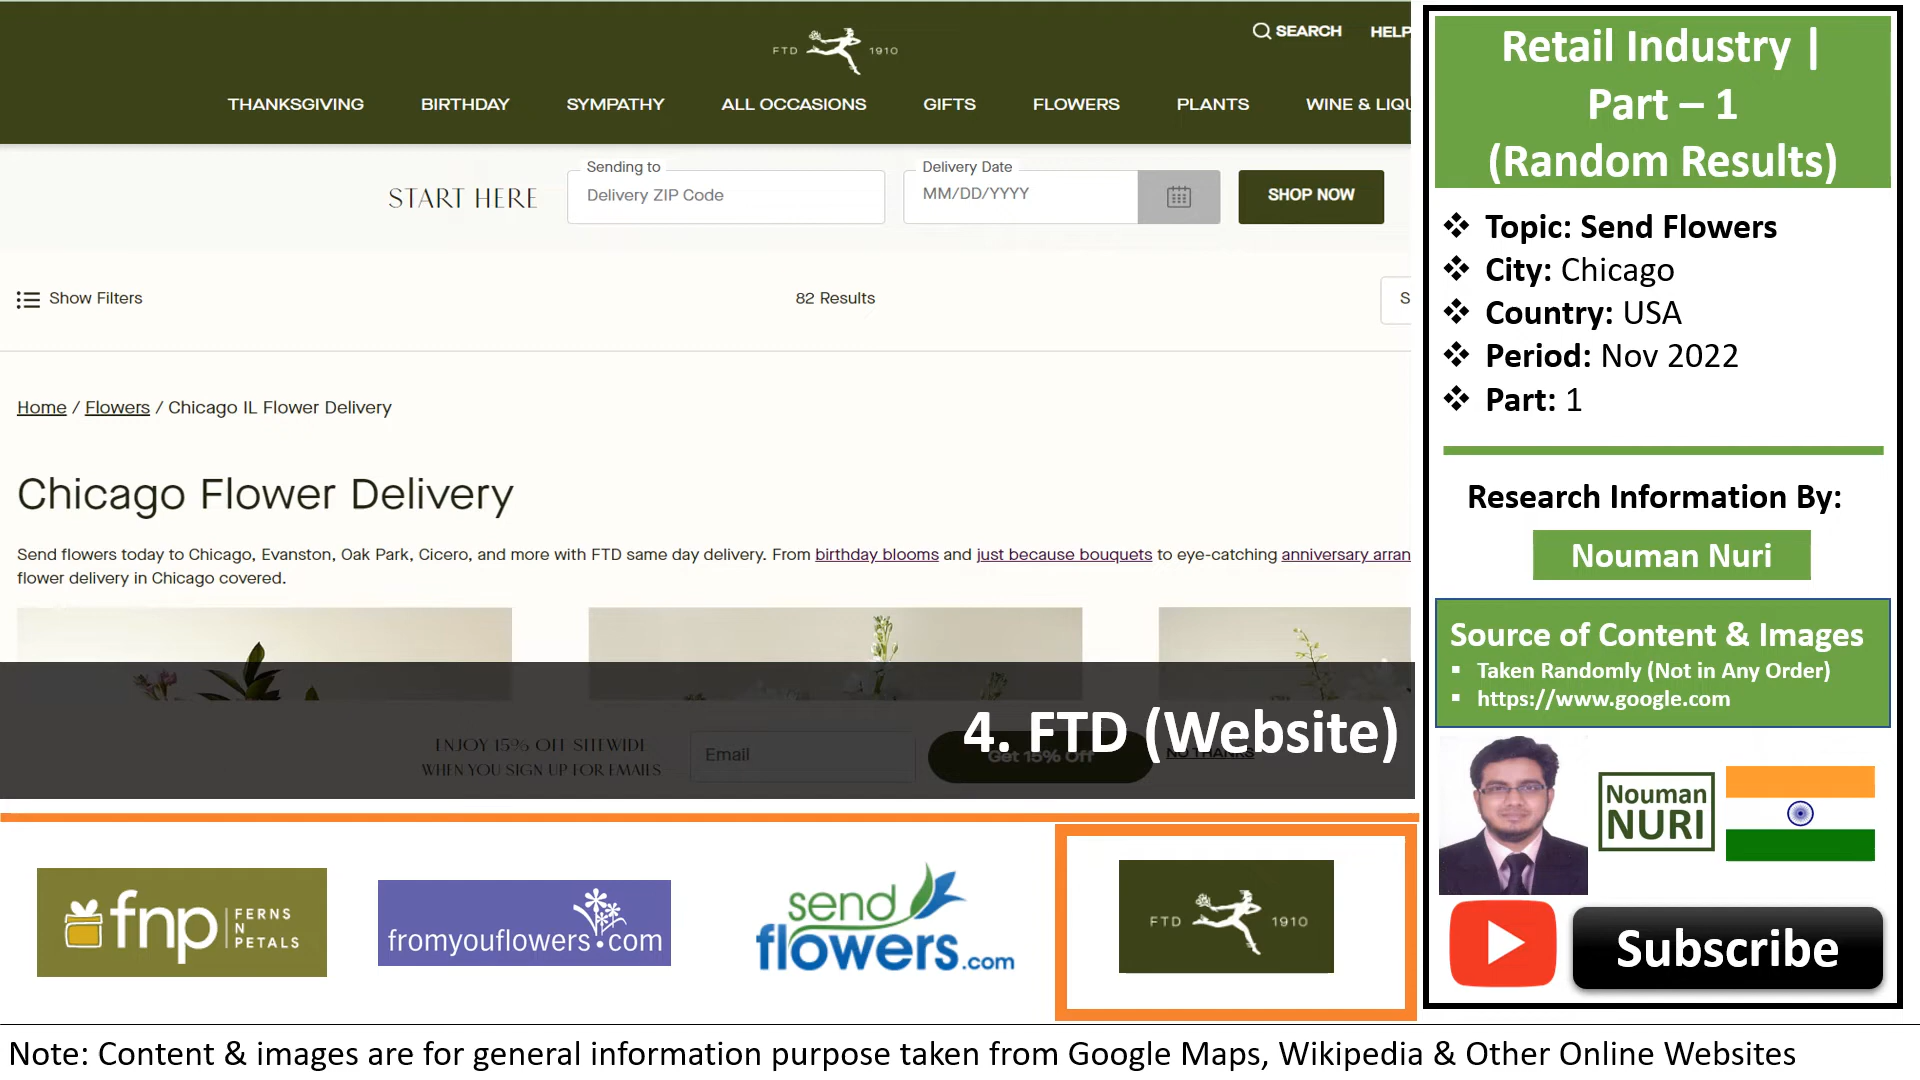 FTD 1910
SEARCH HELP
THANKSGIVING BIRTHDAY SYMPATHY ALL OCCASIONS GIFTS FLOWERS PLANTS WINE & LIQU
START HERE
Sending to
Delivery ZIP Code
Delivery Date
MM/DD/YYYY
SHOP NOW
Show Filters
82 Results
S
Home / Flowers / Chicago IL Flower Delivery
Chicago Flower Delivery
Send flowers today to Chicago, Evanston, Oak Park, Cicero, and more with FTD same day delivery. From birthday blooms and just because bouquets to eye-catching anniversary arran
flower delivery in Chicago covered.
4. FTD (Website)
ENJOY 15% OFF SITEWIDE
WHEN YOU SIGN UP FOR EMAILS
Email
Get 15% Off
NO THANKS
fnp FERNS
N
PETALS
fromyouflowers.com
send
flowers.com
FTD 1910
Retail Industry |
Part – 1
(Random Results)
❖ Topic: Send Flowers
❖ City: Chicago
❖ Country: USA
❖ Period: Nov 2022
❖ Part: 1
Research Information By:
Nouman Nuri
Source of Content & Images
▪ Taken Randomly (Not in Any Order)
▪ https://www.google.com
Nouman
NURI
Subscribe
Note: Content & images are for general information purpose taken from Google Maps, Wikipedia & Other Online Websites